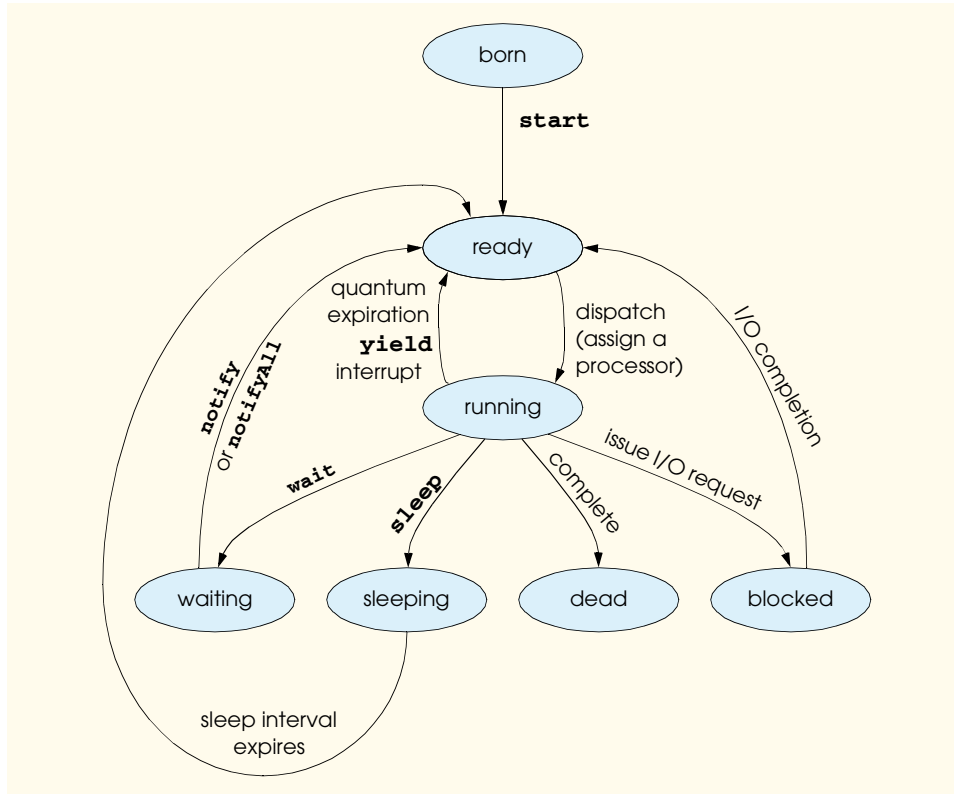 born
start
ready
quantum
expiration
yield
interrupt
dispatch
(assign a
processor)
I/O completion
notify
or notifyAll
running
wait
sleep
complete
issue I/O request
waiting
sleeping
dead
blocked
sleep interval
expires